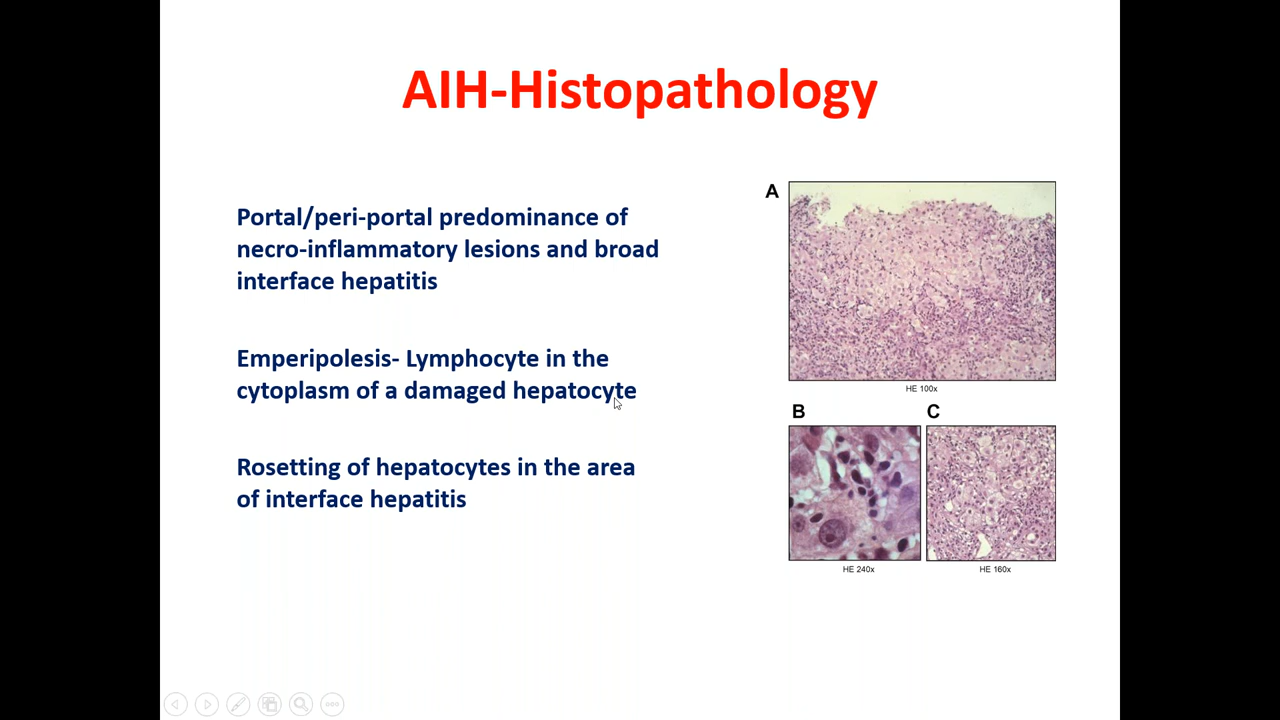 AIH-Histopathology
Portal/peri-portal predominance of
necro-inflammatory lesions and broad
interface hepatitis
Emperipolesis- Lymphocyte in the
cytoplasm of a damaged hepatocyte
Rosetting of hepatocytes in the area
of interface hepatitis
A
HE 100x
B
C
HE 240x
HE 160x